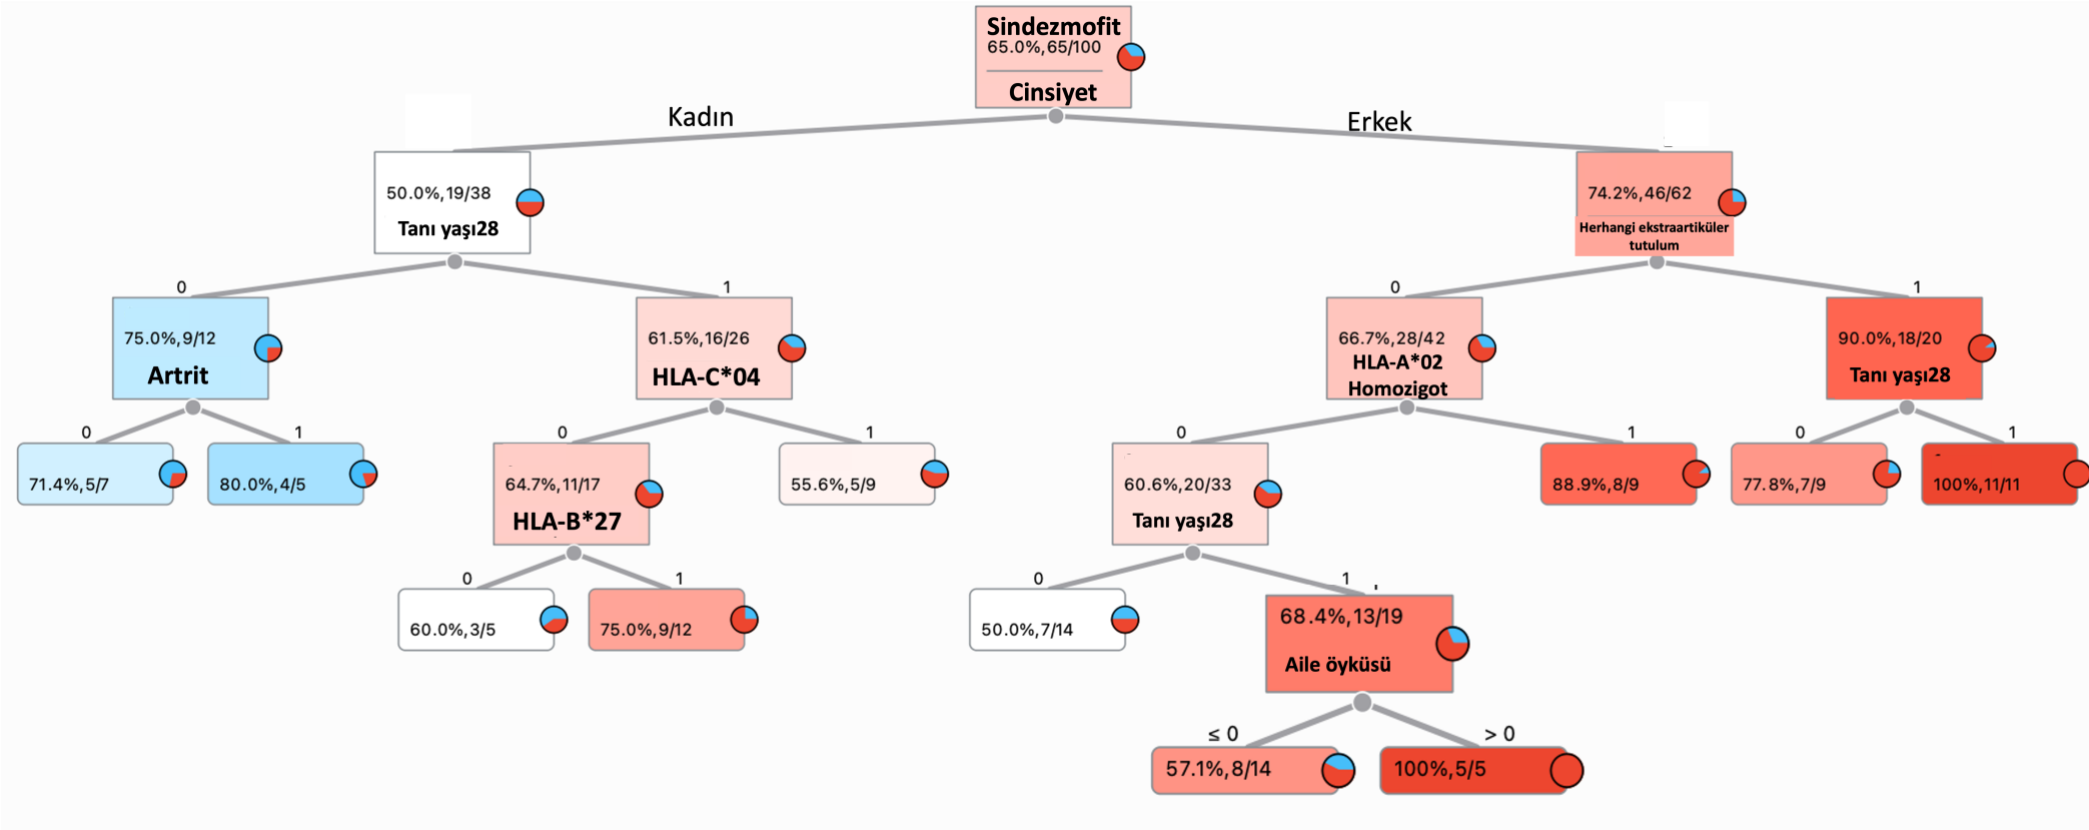 Sindezmofit
65.0%,65/100
Cinsiyet
Kadın
Erkek
50.0%,19/38
Tanı yaşı28
74.2%,46/62
Herhangi ekstraartiküler
tutulum
0
1
0
1
75.0%,9/12
Artrit
61.5%,16/26
HLA-C*04
66.7%,28/42
HLA-A*02
Homozigot
90.0%,18/20
Tanı yaşı28
0
1
0
1
0
1
0
1
71.4%,5/7
80.0%,4/5
64.7%,11/17
HLA-B*27
55.6%,5/9
60.6%,20/33
Tanı yaşı28
88.9%,8/9
77.8%,7/9
100%,11/11
0
1
0
1
60.0%,3/5
75.0%,9/12
50.0%,7/14
68.4%,13/19
Aile öyküsü
≤ 0
> 0
57.1%,8/14
100%,5/5